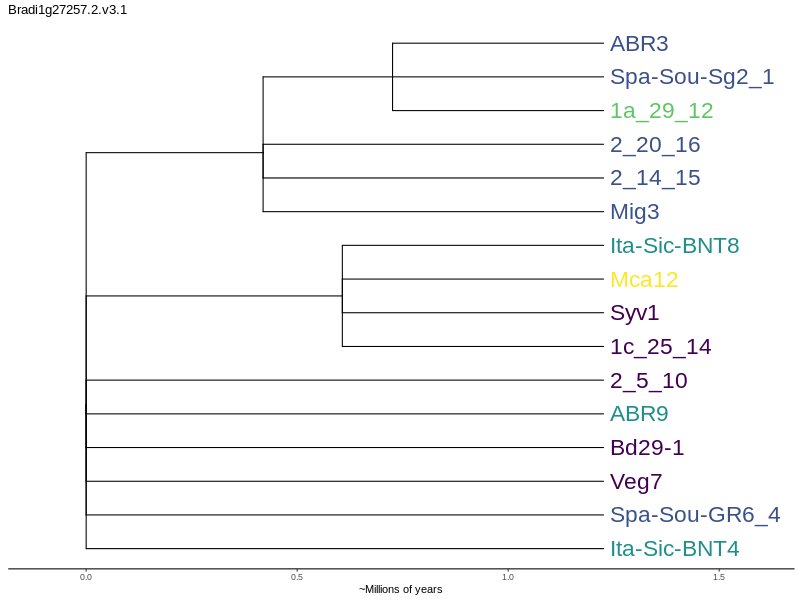 Bradi1g27257.2.v3.1
ABR3
Spa-Sou-Sg2_1
1a_29_12
2_20_16
2_14_15
Mig3
Ita-Sic-BNT8
Mca12
Syv1
1c_25_14
2_5_10
ABR9
Bd29-1
Veg7
Spa-Sou-GR6_4
Ita-Sic-BNT4
0.0 0.5 1.0 1.5
~Millions of years